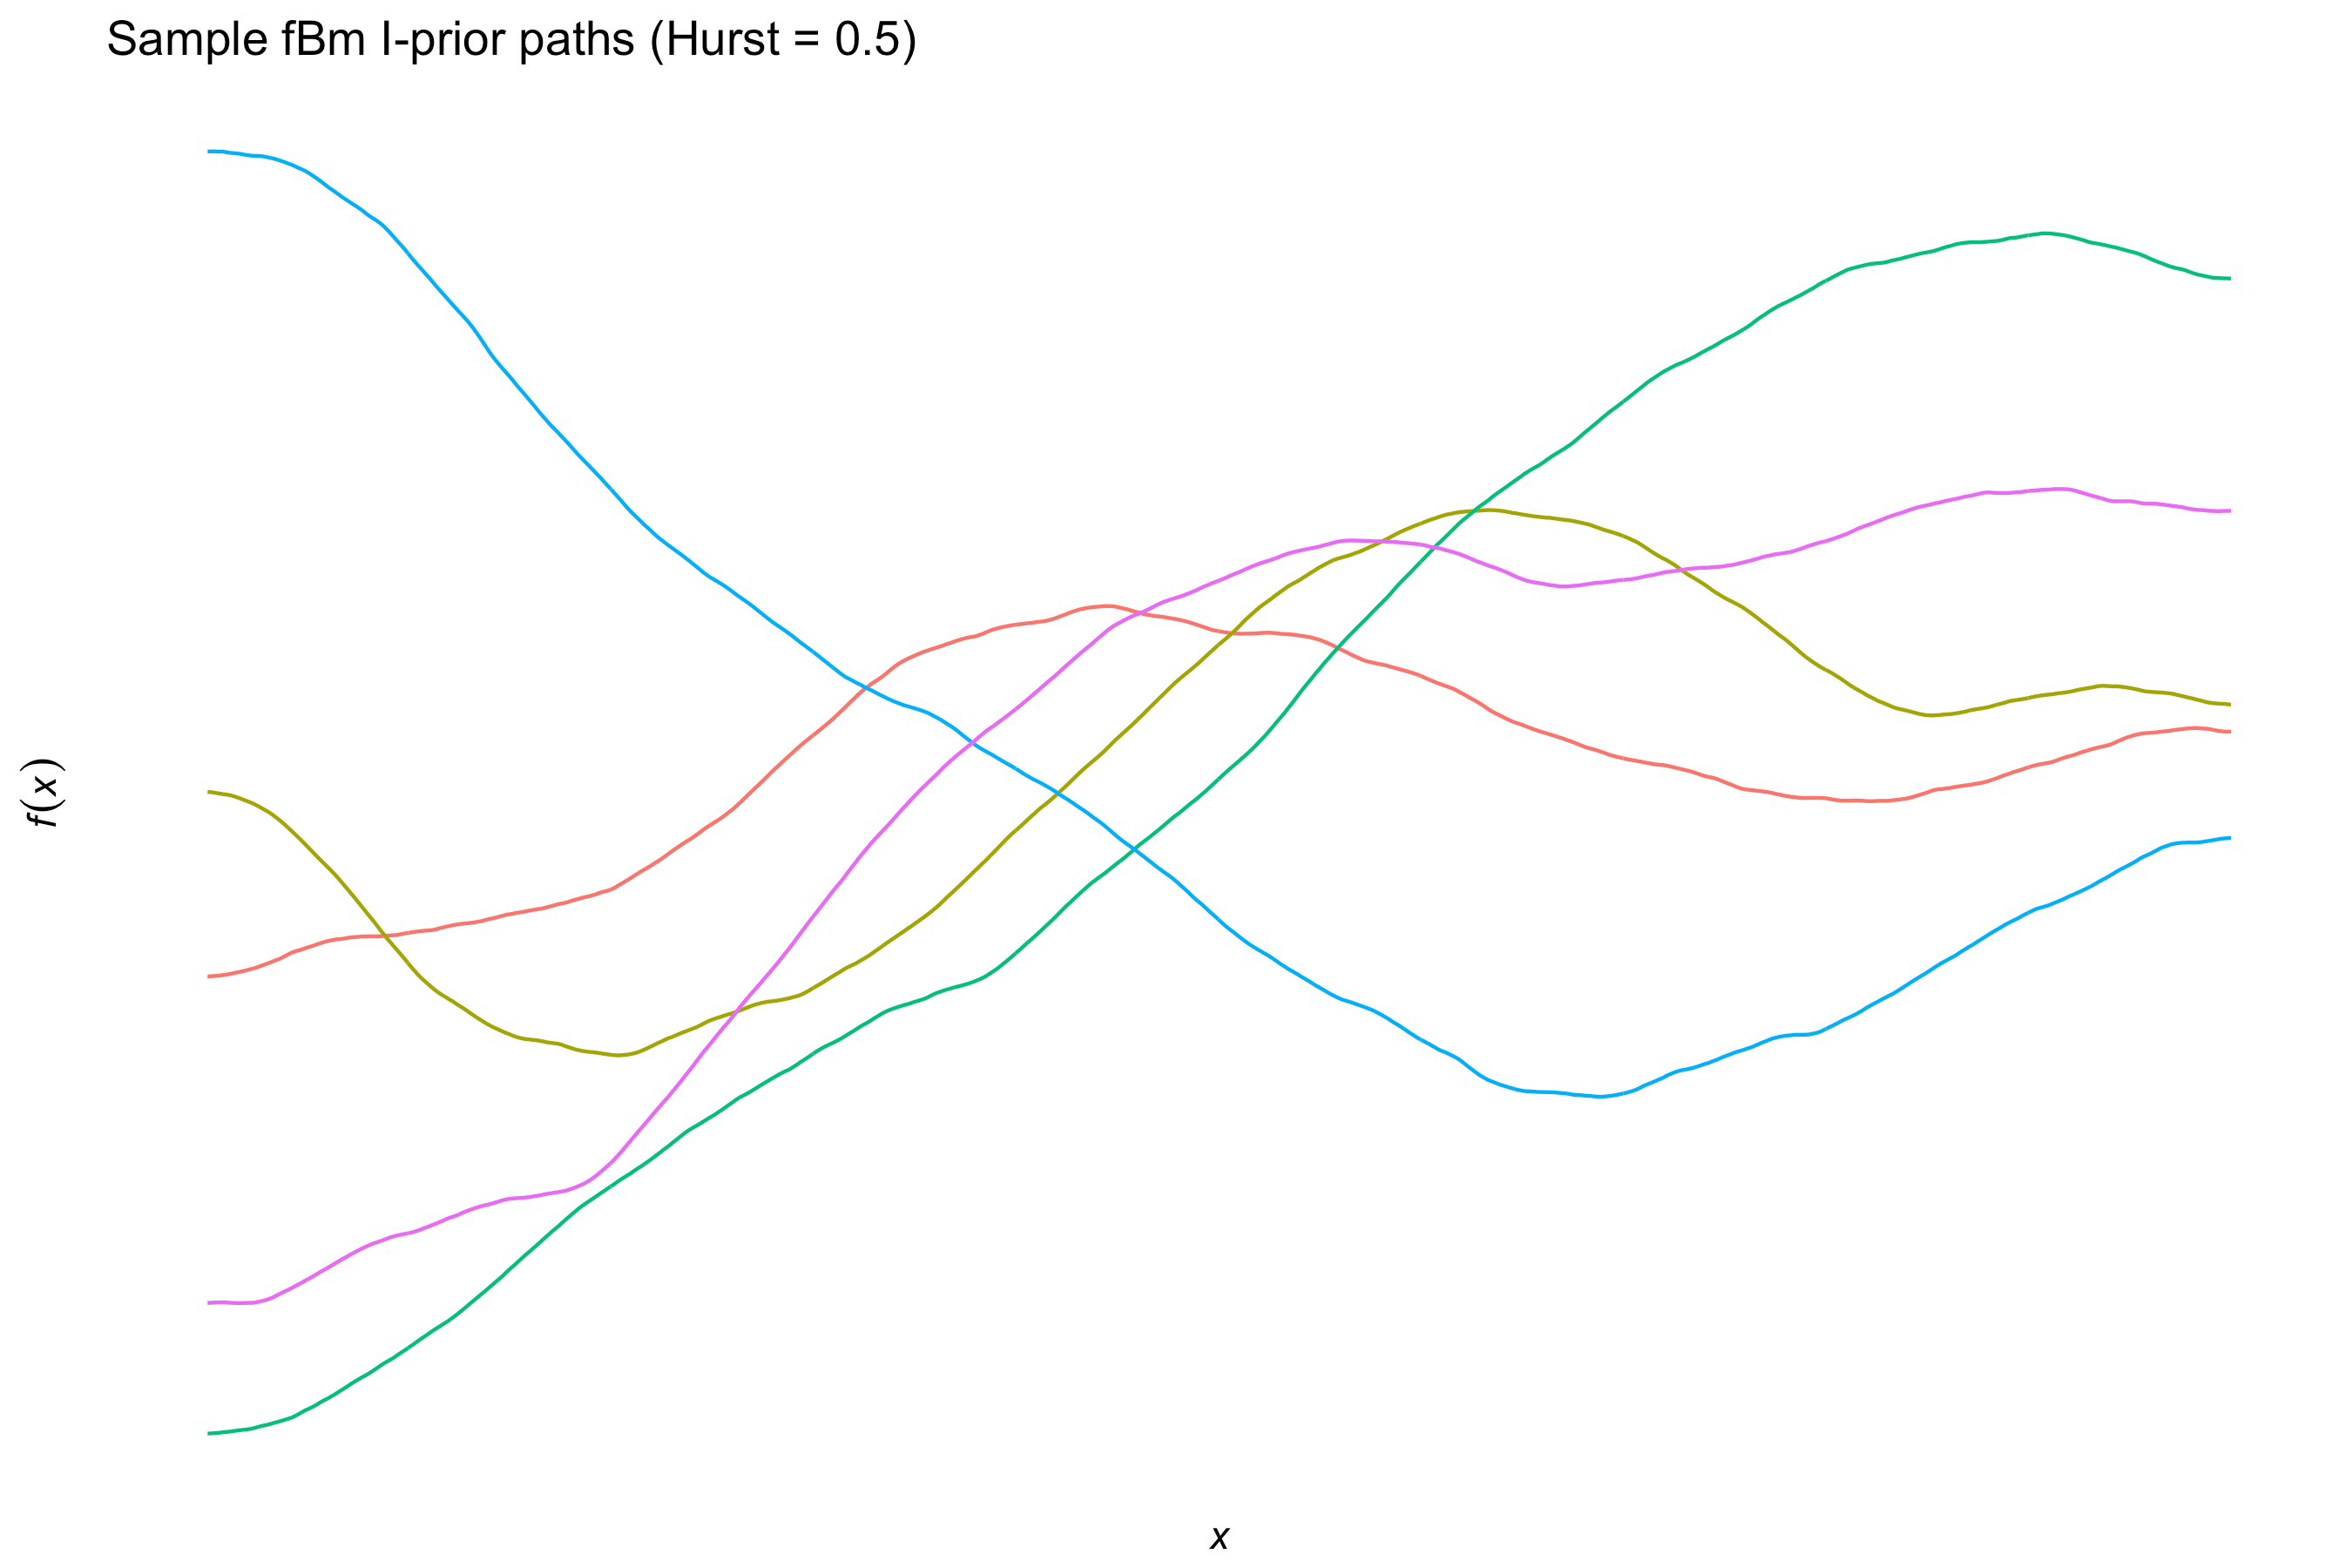 Sample fBm I-prior paths (Hurst = 0.5)
f(x)
x